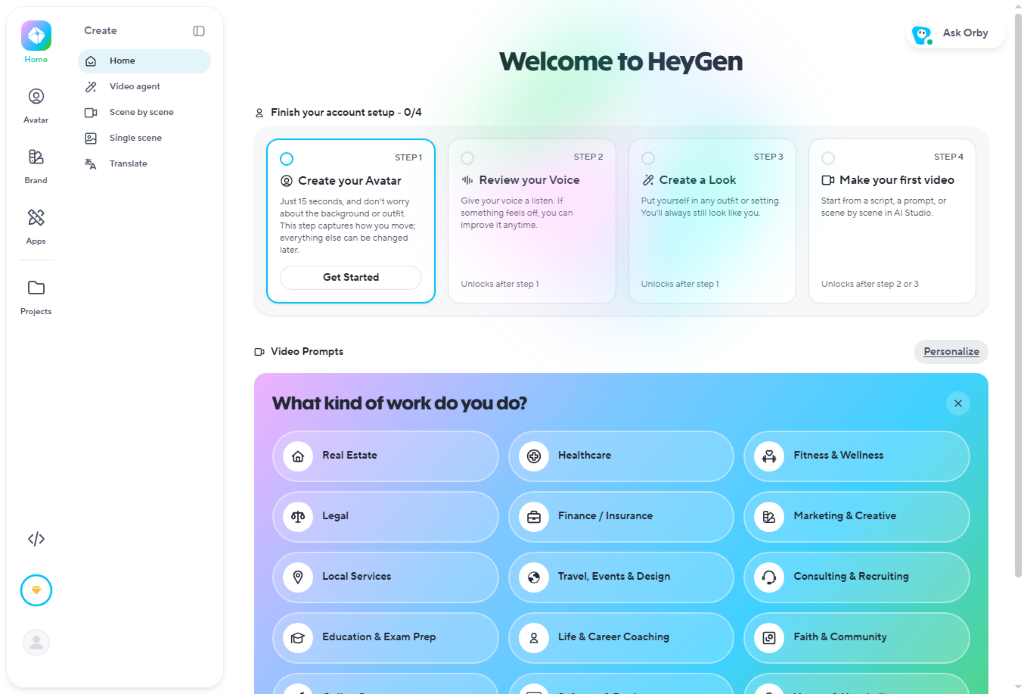 Create
Home
Home
Video agent
Scene by scene
Single scene
Translate
Avatar
Brand
Apps
Projects
Ask Orby
Welcome to HeyGen
Finish your account setup - 0/4
STEP 1
Create your Avatar
Just 15 seconds, and don't worry
about the background or outfit.
This step captures how you move;
everything else can be changed
later.
Get Started
STEP 2
Review your Voice
Give your voice a listen. If
something feels off, you can
improve it anytime.
Unlocks after step 1
STEP 3
Create a Look
Put yourself in any outfit or setting.
You'll always still look like you.
Unlocks after step 1
STEP 4
Make your first video
Start from a script, a prompt, or
scene by scene in AI Studio.
Unlocks after step 2 or 3
Video Prompts
Personalize
What kind of work do you do?
Real Estate
Healthcare
Fitness & Wellness
Legal
Finance / Insurance
Marketing & Creative
Local Services
Travel, Events & Design
Consulting & Recruiting
Education & Exam Prep
Life & Career Coaching
Faith & Community